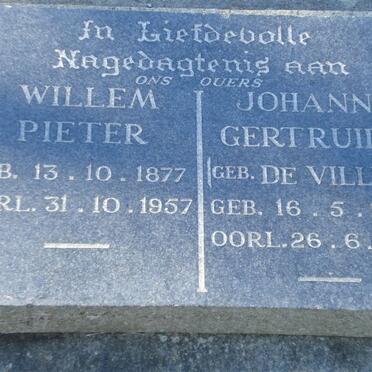 In Liefdevolle
Nagedagtenis aan
ONS OUERS
WILLEM
PIETER
B. 13.10.1877
RL. 31.10.1957
JOHANN
GERTRUI
(GEB. DE VILL
GEB. 16.5.
OORL. 26.6.